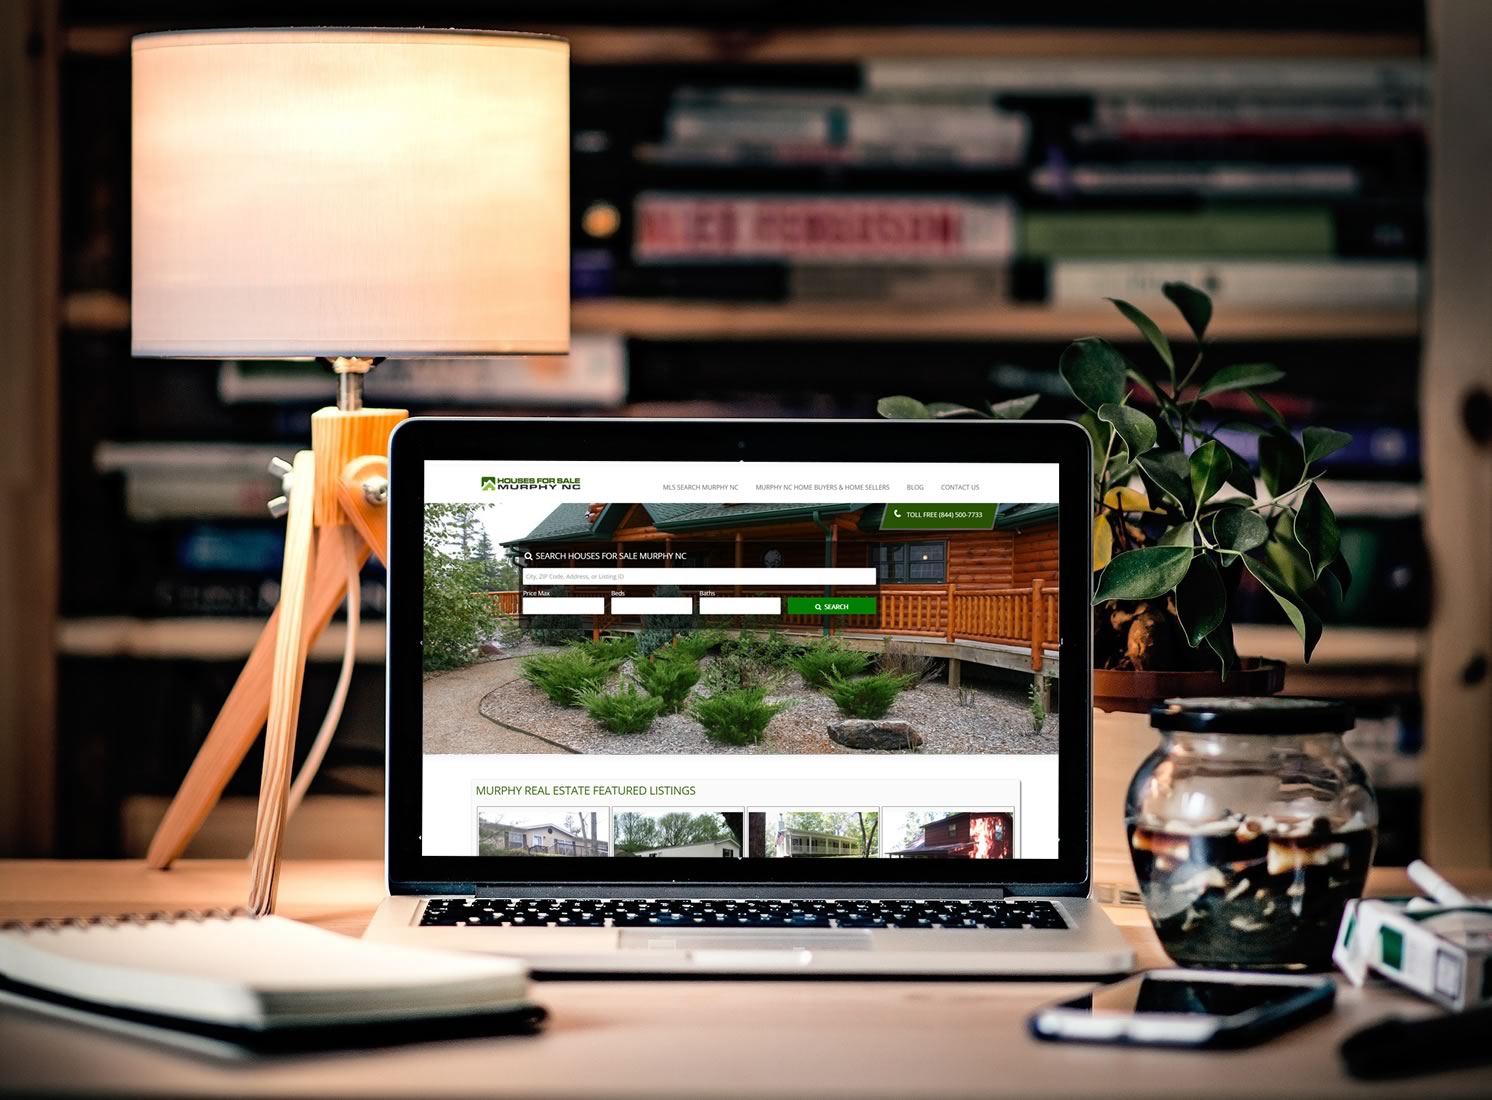 ALEX FERGUSON
HOUSES FOR SALE
MURPHY NC
MLS SEARCH MURPHY NC
MURPHY NC HOME BUYERS & HOME SELLERS
BLOG
CONTACT US
TOLL FREE (844) 500-7733
SEARCH HOUSES FOR SALE MURPHY NC
City, ZIP Code, Address, or Listing ID
Price Max
Beds
Baths
SEARCH
MURPHY REAL ESTATE FEATURED LISTINGS